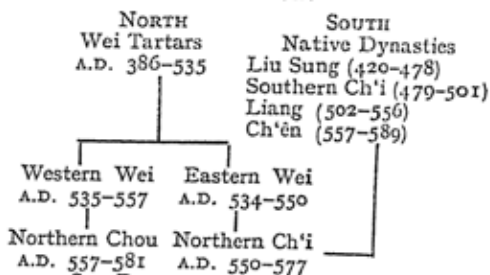 NORTH
Wei Tartars
A.D. 386–535
SOUTH
Native Dynasties
Liu Sung (420–478)
Southern Ch‘i (479–501)
Liang (502–556)
Ch‘ên (557–589)
Western Wei
A.D. 535–557
Eastern Wei
A.D. 534–550
Northern Chou
A.D. 557–581
Northern Ch‘i
A.D. 550–577